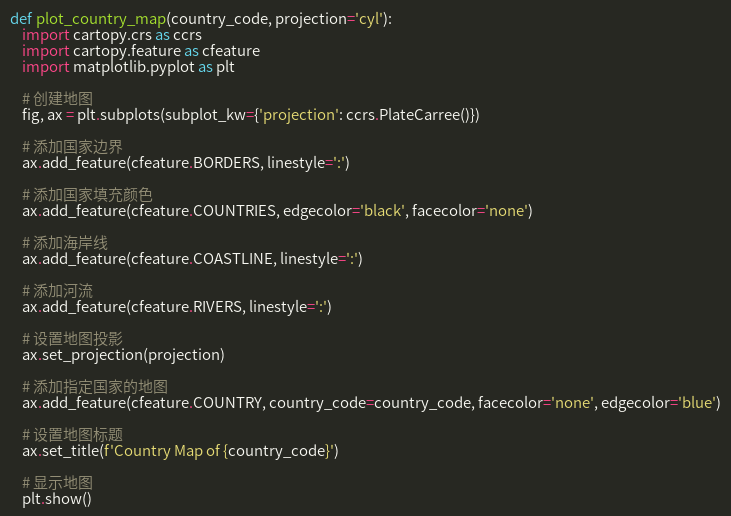 def plot_country_map(country_code, projection='cyl'):
import cartopy.crs as ccrs
import cartopy.feature as cfeature
import matplotlib.pyplot as plt
# 创建地图
fig, ax = plt.subplots(subplot_kw={'projection': ccrs.PlateCarree()})
# 添加国家边界
ax.add_feature(cfeature.BORDERS, linestyle=':')
# 添加国家填充颜色
ax.add_feature(cfeature.COUNTRIES, edgecolor='black', facecolor='none')
# 添加海岸线
ax.add_feature(cfeature.COASTLINE, linestyle=':')
# 添加河流
ax.add_feature(cfeature.RIVERS, linestyle=':')
# 设置地图投影
ax.set_projection(projection)
# 添加指定国家的地图
ax.add_feature(cfeature.COUNTRY, country_code=country_code, facecolor='none', edgecolor='blue')
# 设置地图标题
ax.set_title(f'Country Map of {country_code}')
# 显示地图
plt.show()